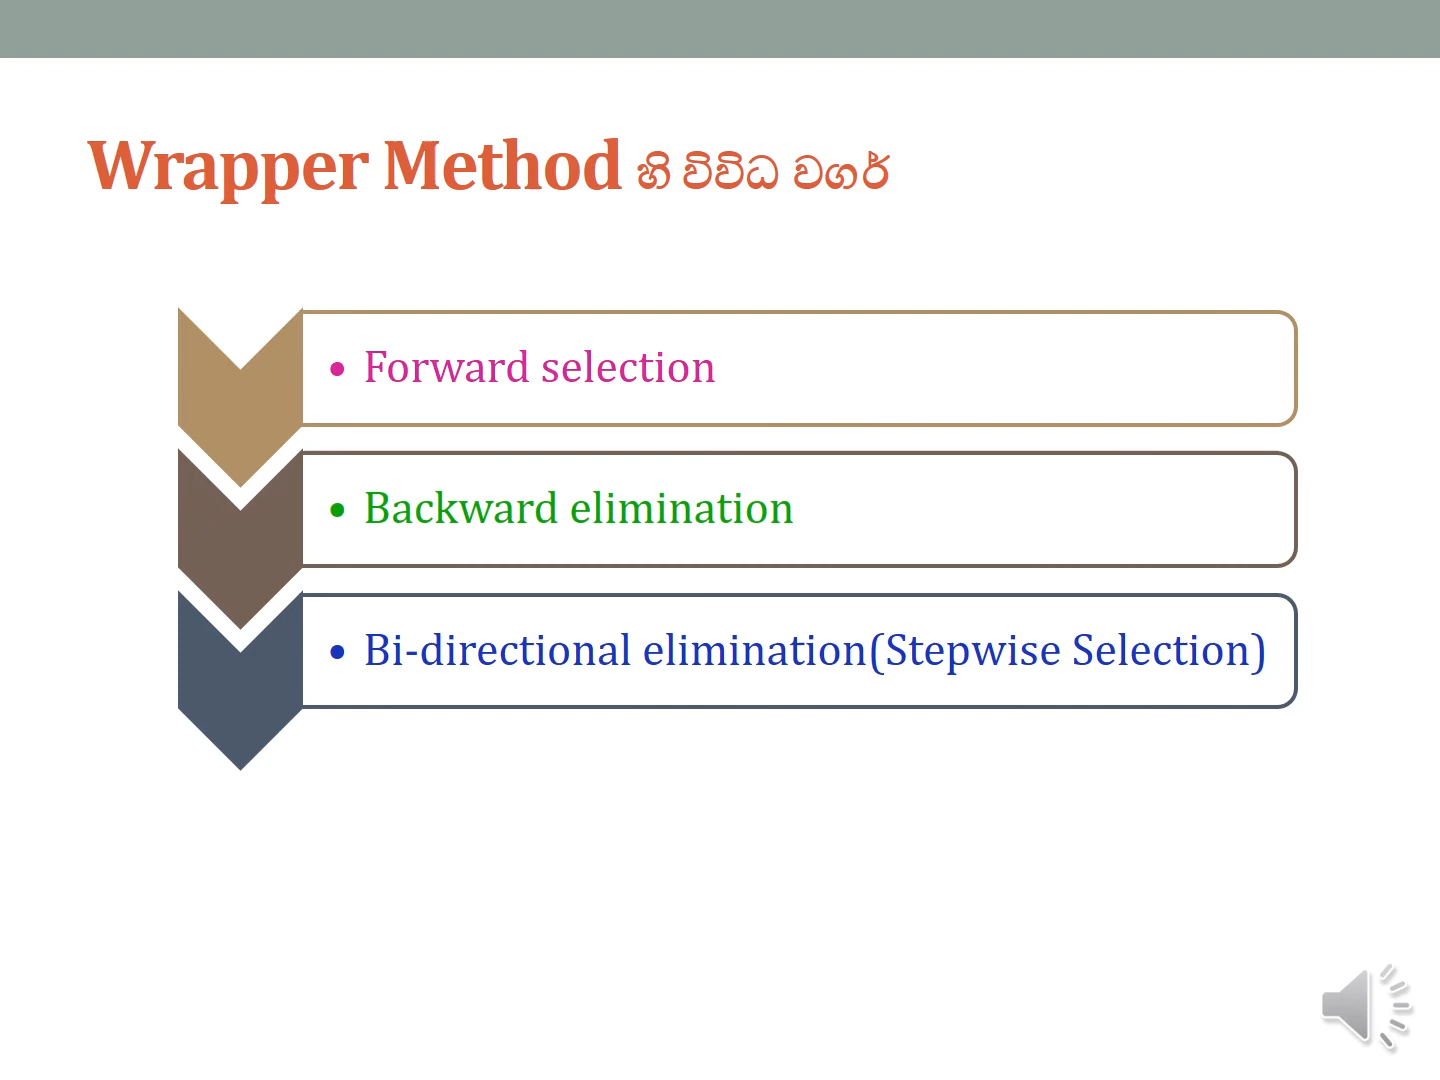 Wrapper Method හි විවිධ වගර්
• Forward selection
• Backward elimination
• Bi-directional elimination(Stepwise Selection)